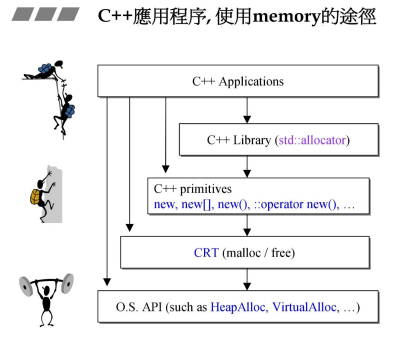 C++應用程序, 使用memory的途徑
C++ Applications
C++ Library (std::allocator)
C++ primitives
new, new[], new(), ::operator new(), …
CRT (malloc / free)
O.S. API (such as HeapAlloc, VirtualAlloc, …)